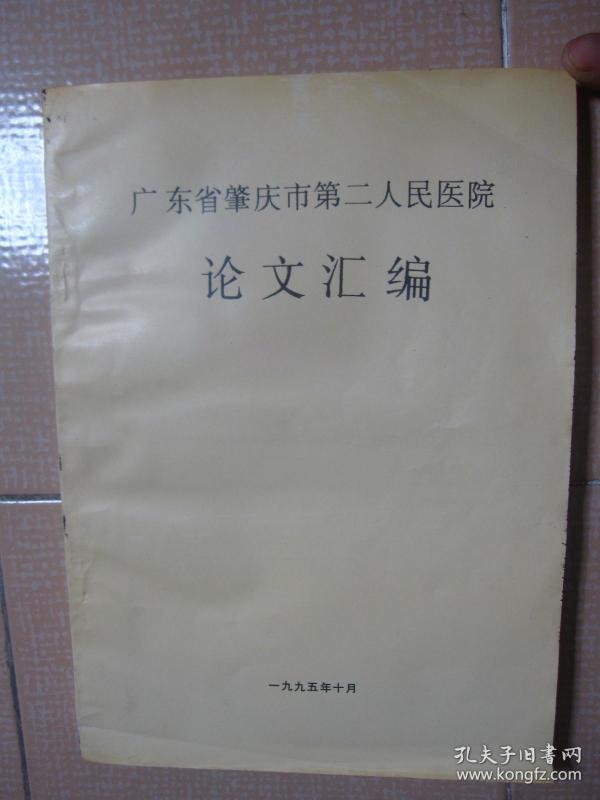 广东省肇庆市第二人民医院
论文汇编
一九九五年十月
孔夫子旧书网
www.kongfz.com